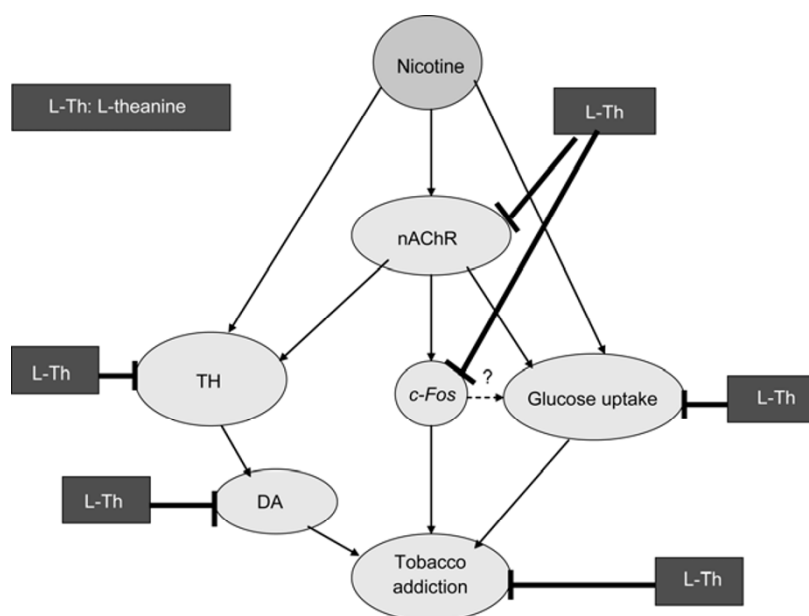 Nicotine
L-Th: L-theanine
L-Th
nAChR
L-Th
TH
c-Fos
?
Glucose uptake
L-Th
L-Th
DA
Tobacco
addiction
L-Th